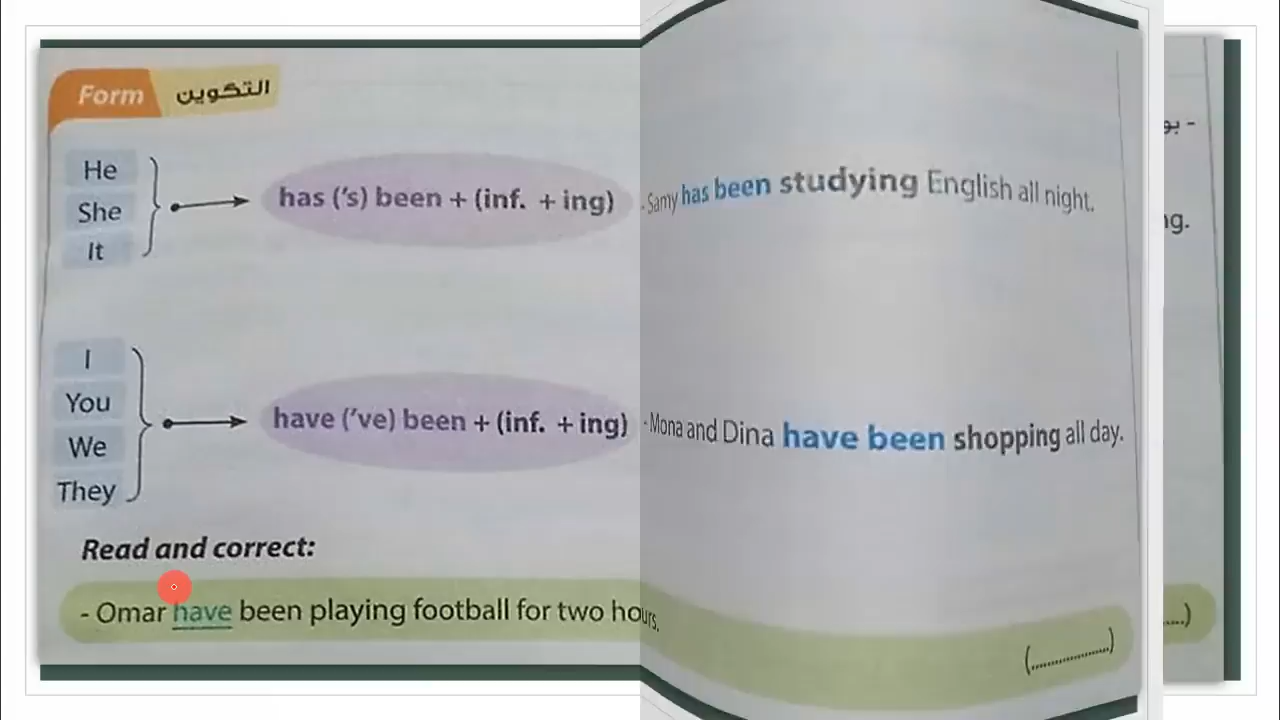 Form التكوين
He
She
It
has ('s) been + (inf. + ing)
- Samy has been studying English all night.
I
You
We
They
have ('ve) been + (inf. + ing)
- Mona and Dina have been shopping all day.
Read and correct:
- Omar have been playing football for two hours.
(....................)
ng.
....)